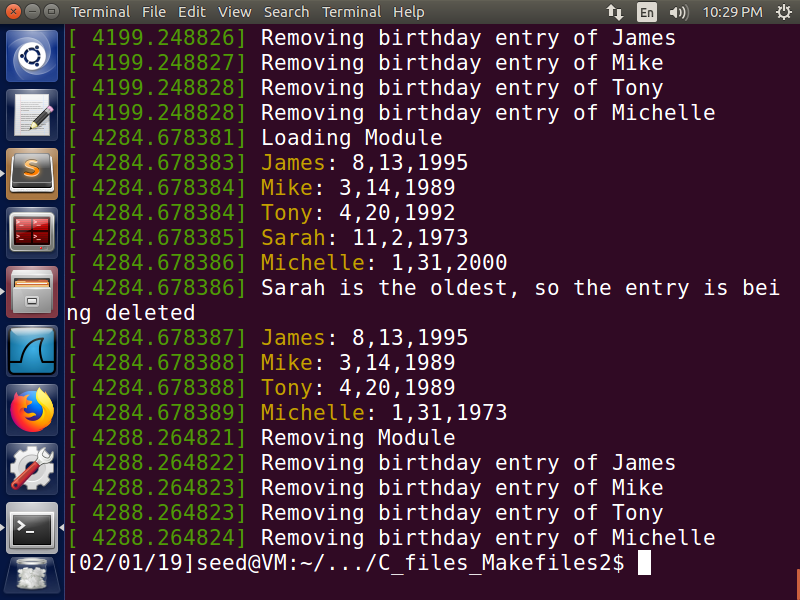 Terminal File Edit View Search Terminal Help En 10:29 PM
[ 4199.248826] Removing birthday entry of James
[ 4199.248827] Removing birthday entry of Mike
[ 4199.248828] Removing birthday entry of Tony
[ 4199.248828] Removing birthday entry of Michelle
[ 4284.678381] Loading Module
[ 4284.678383] James: 8,13,1995
[ 4284.678384] Mike: 3,14,1989
[ 4284.678384] Tony: 4,20,1992
[ 4284.678385] Sarah: 11,2,1973
[ 4284.678386] Michelle: 1,31,2000
[ 4284.678386] Sarah is the oldest, so the entry is bei
ng deleted
[ 4284.678387] James: 8,13,1995
[ 4284.678388] Mike: 3,14,1989
[ 4284.678388] Tony: 4,20,1989
[ 4284.678389] Michelle: 1,31,1973
[ 4288.264821] Removing Module
[ 4288.264822] Removing birthday entry of James
[ 4288.264823] Removing birthday entry of Mike
[ 4288.264823] Removing birthday entry of Tony
[ 4288.264824] Removing birthday entry of Michelle
[02/01/19]seed@VM:~/.../C_files_Makefiles2$